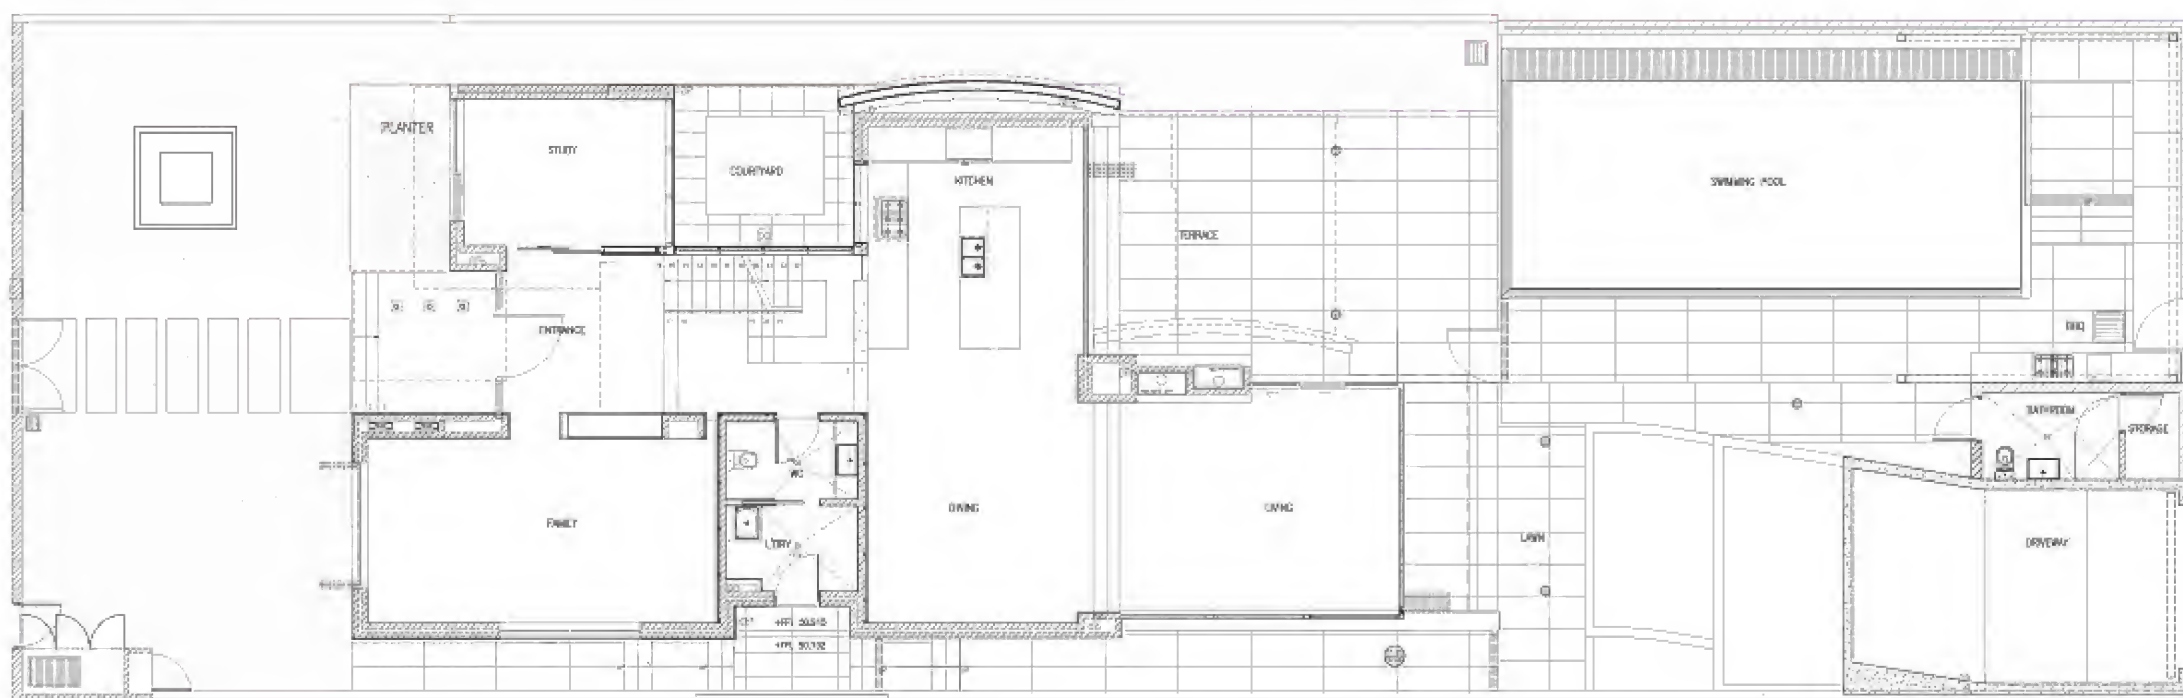 PLANTER
STUDY
COURTYARD
KITCHEN
SWIMMING POOL
TERRACE
ENTRANCE
BBQ
BATHROOM
STORAGE
WC
FAMILY
DINING
LIVING
L'DRY
LAWN
DRIVEWAY